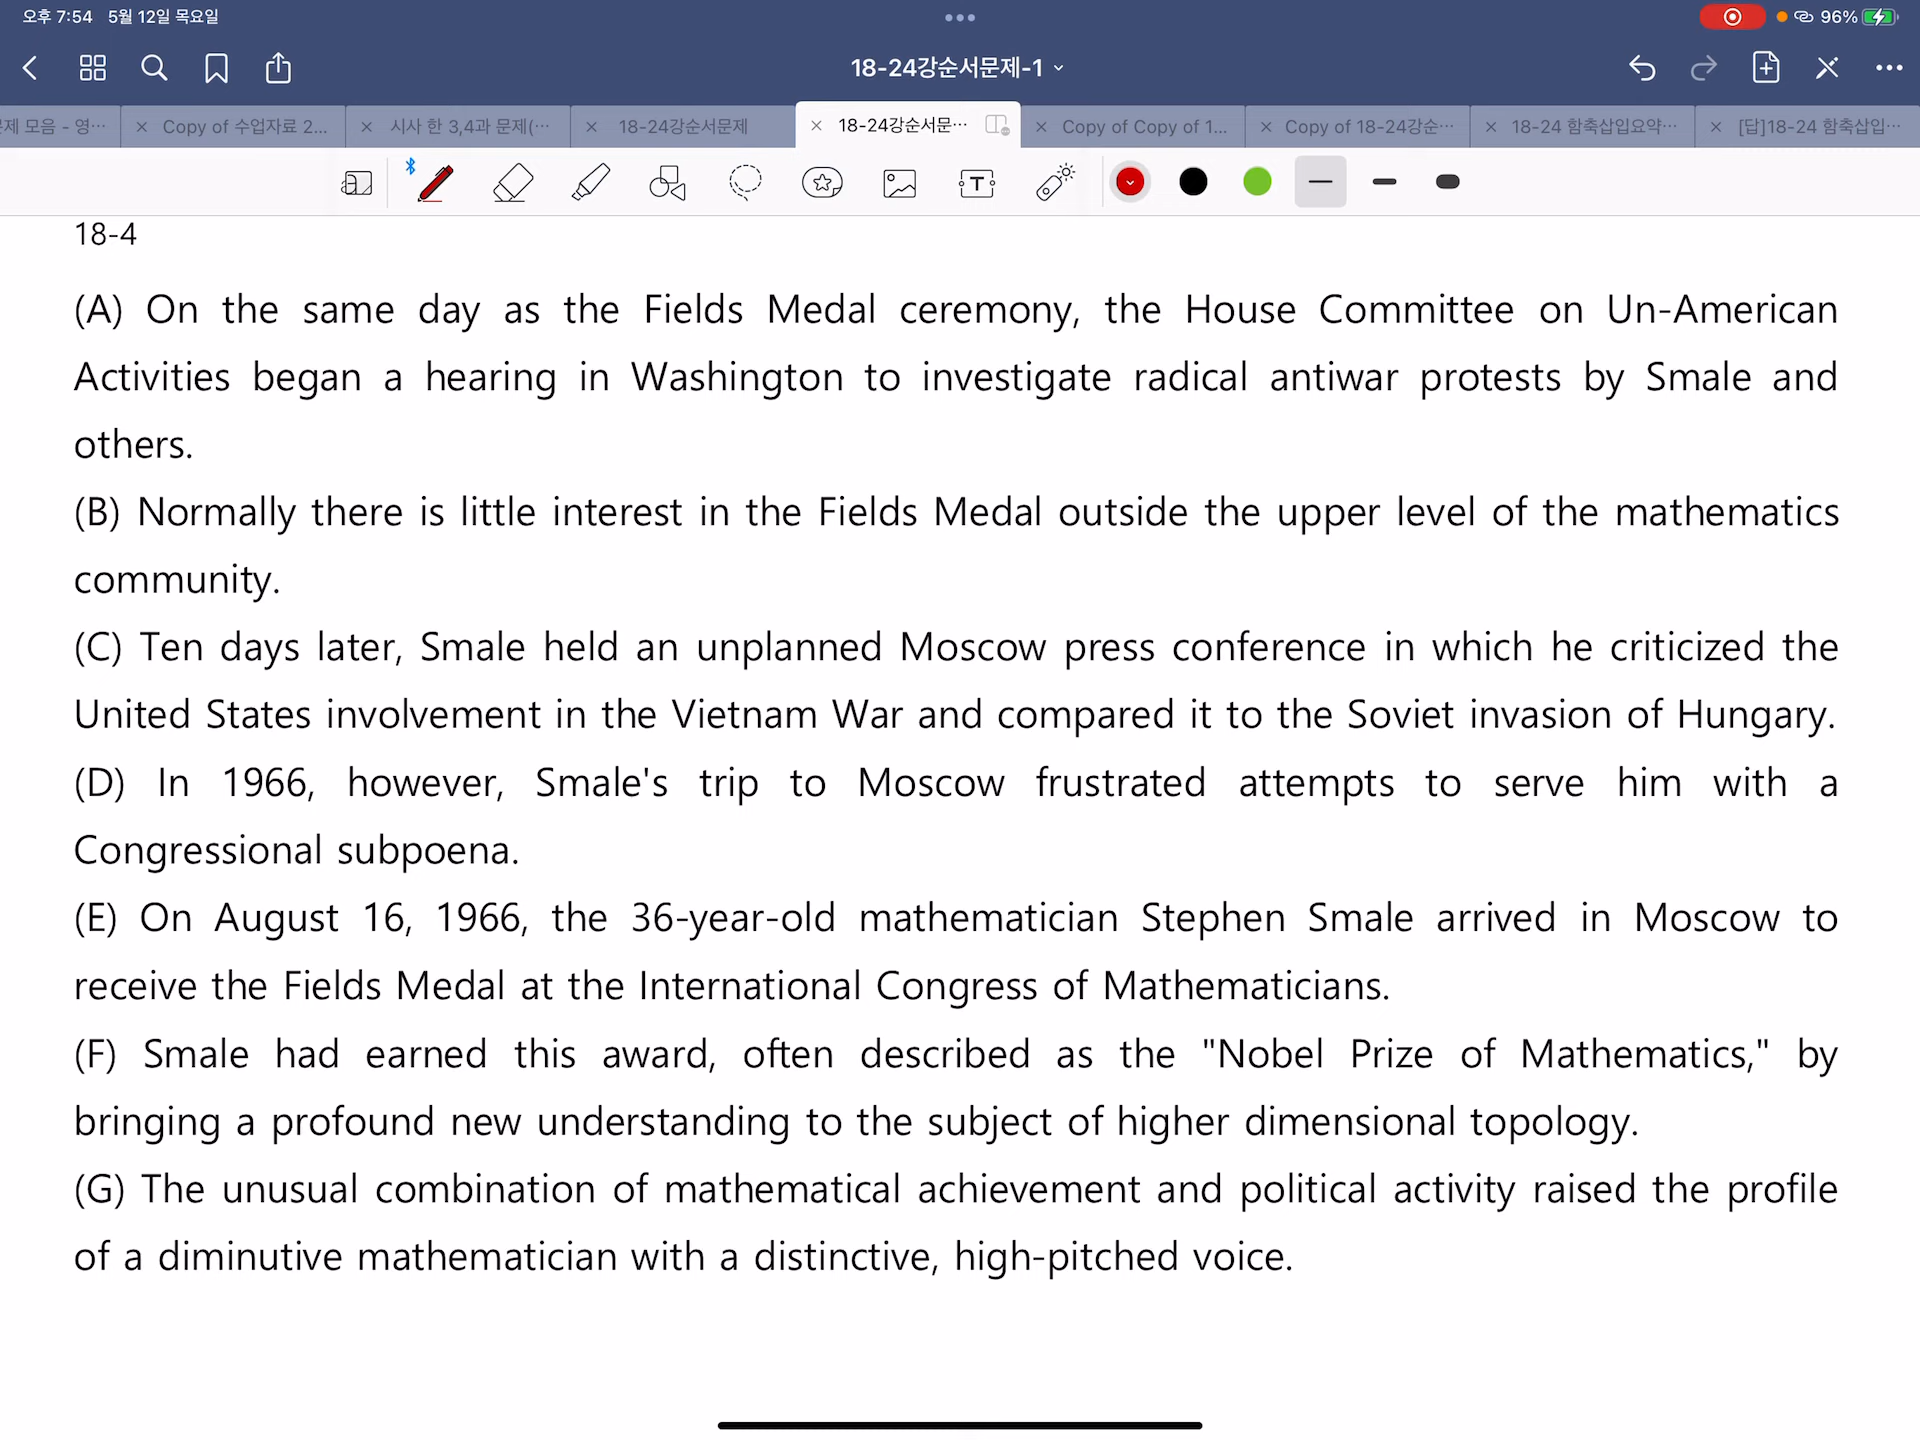 오후 7:54 5월 12일 목요일
96%
18-24강순서문제-1
제 모음 - 영…
Copy of 수업자료 2...
시사 한 3,4과 문제(…
18-24강순서문제
18-24강순서문…
Copy of Copy of 1...
Copy of 18-24강순…
18-24 함축삽입요약…
[답]18-24 함축삽입…
18-4
(A) On the same day as the Fields Medal ceremony, the House Committee on Un-American
Activities began a hearing in Washington to investigate radical antiwar protests by Smale and
others.
(B) Normally there is little interest in the Fields Medal outside the upper level of the mathematics
community.
(C) Ten days later, Smale held an unplanned Moscow press conference in which he criticized the
United States involvement in the Vietnam War and compared it to the Soviet invasion of Hungary.
(D) In 1966, however, Smale's trip to Moscow frustrated attempts to serve him with a
Congressional subpoena.
(E) On August 16, 1966, the 36-year-old mathematician Stephen Smale arrived in Moscow to
receive the Fields Medal at the International Congress of Mathematicians.
(F) Smale had earned this award, often described as the "Nobel Prize of Mathematics," by
bringing a profound new understanding to the subject of higher dimensional topology.
(G) The unusual combination of mathematical achievement and political activity raised the profile
of a diminutive mathematician with a distinctive, high-pitched voice.